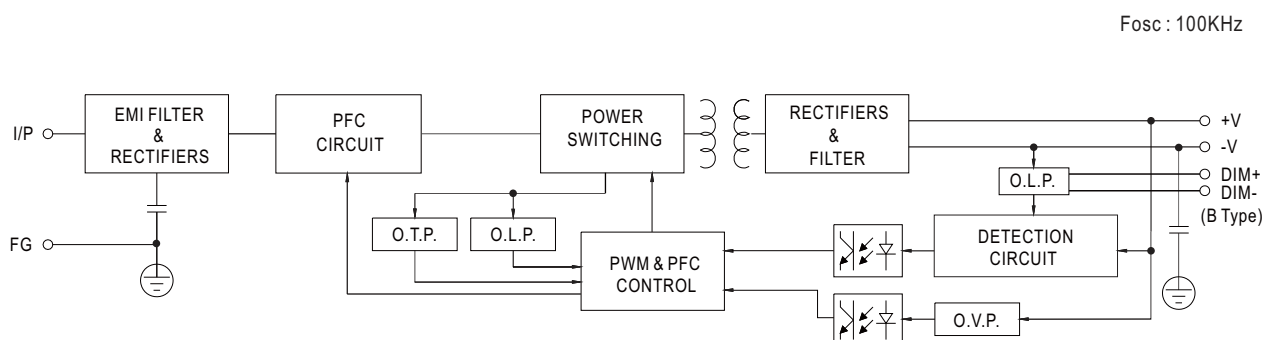 Fosc : 100KHz
I/P
EMI FILTER
&
RECTIFIERS
PFC
CIRCUIT
POWER
SWITCHING
RECTIFIERS
&
FILTER
+V
-V
DIM+
DIM-
(B Type)
O.L.P.
FG
O.T.P.
O.L.P.
PWM & PFC
CONTROL
DETECTION
CIRCUIT
O.V.P.